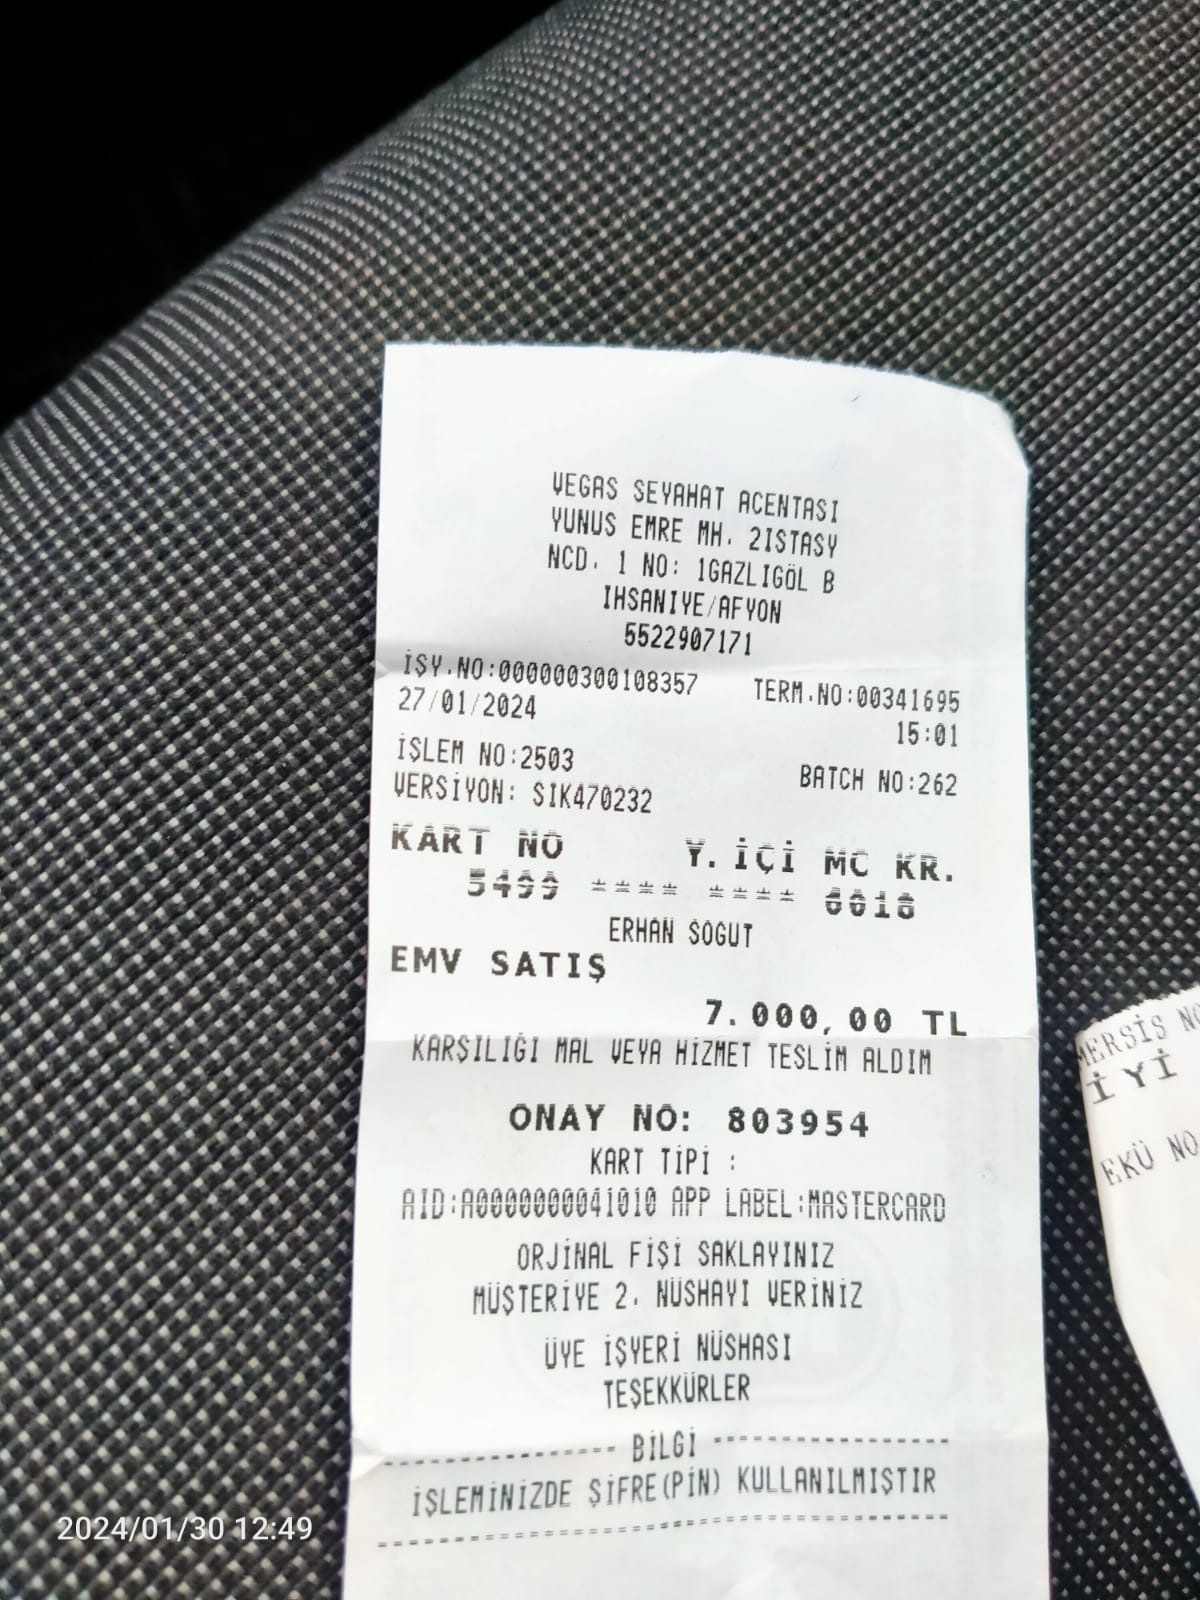 VEGAS SEYAHAT ACENTASI
YUNUS EMRE MH. 2ISTASY
NCD. 1 NO: 1GAZLIGÖL B
IHSANIYE/AFYON
5522907171
İŞY.NO:000000300108357 TERM.NO:00341695
27/01/2024 15:01
İŞLEM NO:2503 BATCH NO:262
VERSİYON: SIK470232
KART NO Y. İÇİ MC KR.
5499 **** ****
ERHAN SOGUT
EMV SATIŞ
7.000,00 TL
KARŞILIĞI MAL VEYA HİZMET TESLİM ALDIM
ONAY NO: 803954
KART TİPİ :
AID:A0000000041010 APP LABEL:MASTERCARD
ORJİNAL FİŞİ SAKLAYINIZ
MÜŞTERİYE 2. NÜSHAYI VERİNİZ
ÜYE İŞYERİ NÜSHASI
TEŞEKKÜRLER
BİLGİ
İŞLEMİNİZDE ŞİFRE(PİN) KULLANILMIŞTIR
MERSİS NO
İYİ
EKÜ NO
2024/01/30 12:49